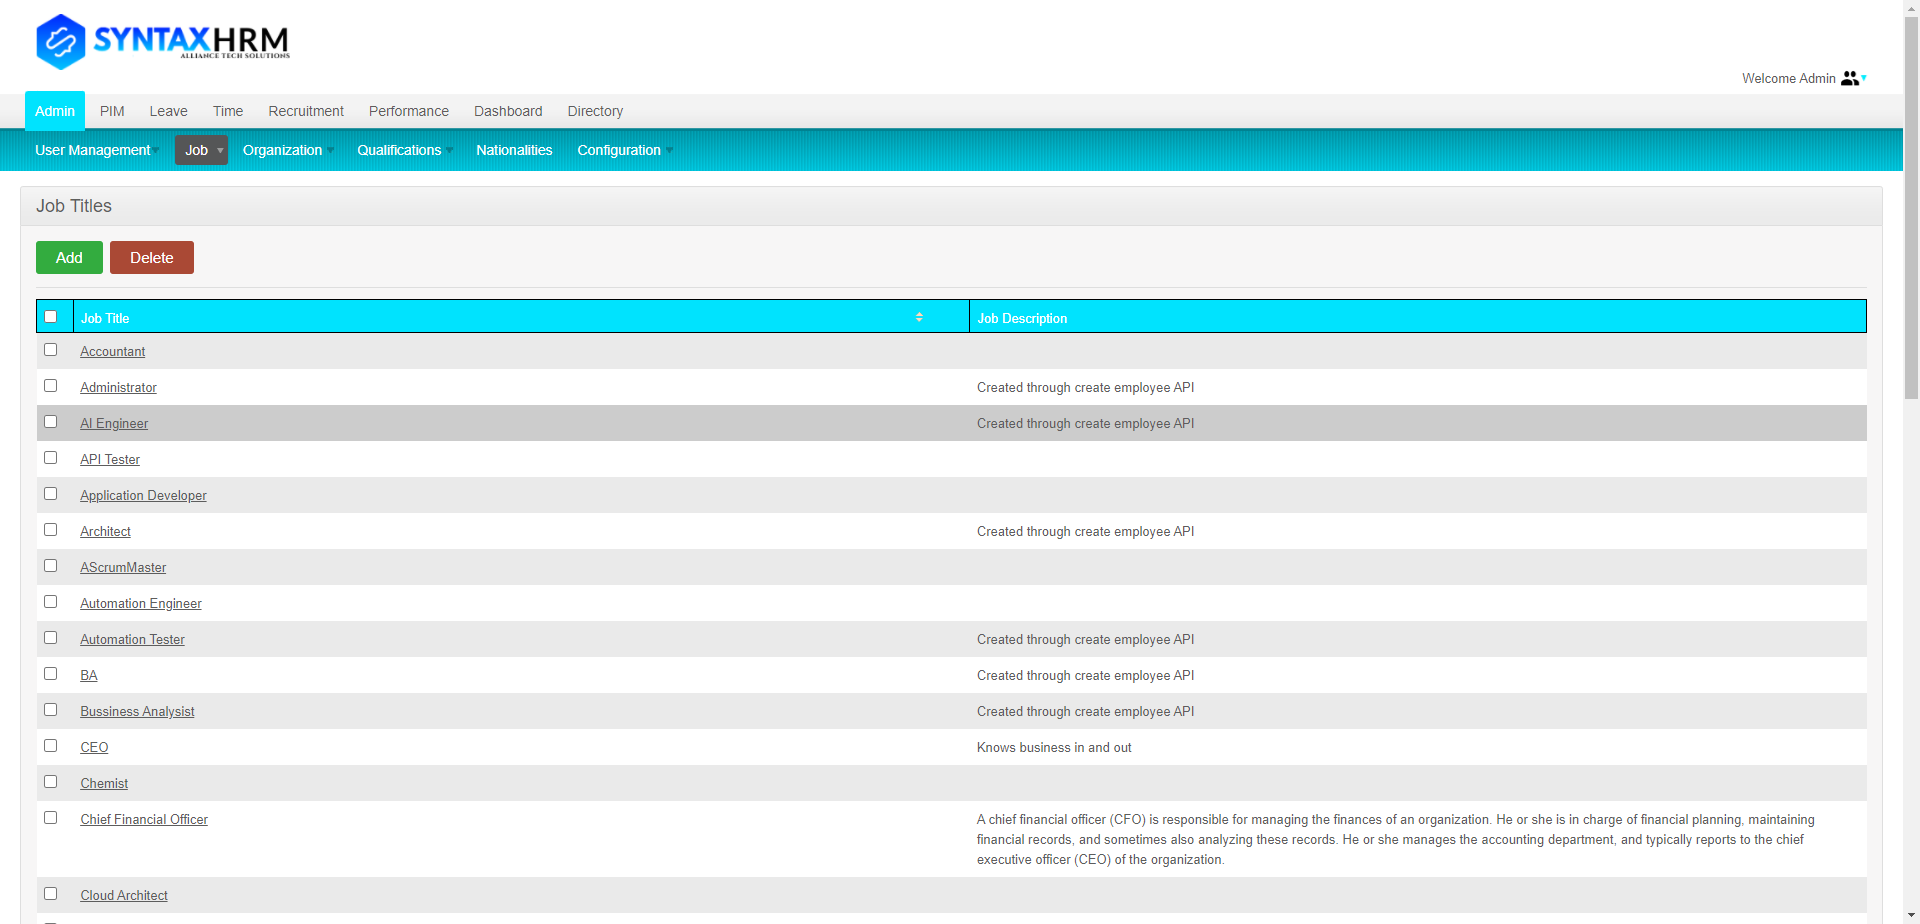 SYNTAXHRM
ALLIANCE TECH SOLUTIONS
Welcome Admin
Admin PIM Leave Time Recruitment Performance Dashboard Directory
User Management Job Organization Qualifications Nationalities Configuration
Job Titles
Add Delete
Job Title Job Description
Accountant
Administrator Created through create employee API
AI Engineer Created through create employee API
API Tester
Application Developer
Architect Created through create employee API
AScrumMaster
Automation Engineer
Automation Tester Created through create employee API
BA Created through create employee API
Bussiness Analysist Created through create employee API
CEO Knows business in and out
Chemist
Chief Financial Officer A chief financial officer (CFO) is responsible for managing the finances of an organization. He or she is in charge of financial planning, maintaining
financial records, and sometimes also analyzing these records. He or she manages the accounting department, and typically reports to the chief
executive officer (CEO) of the organization.
Cloud Architect